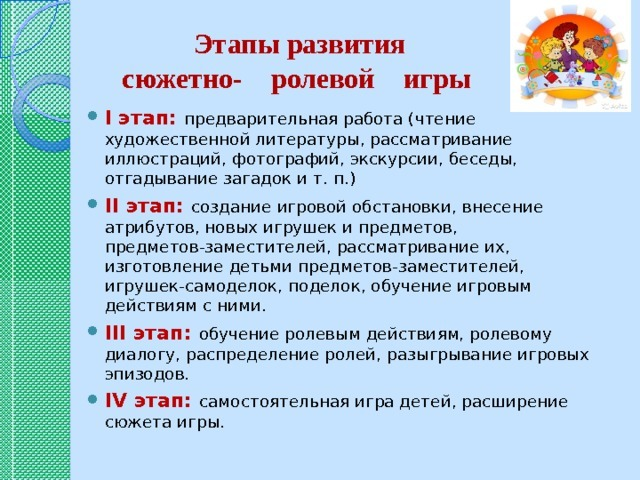 Этапы развития
сюжетно- ролевой игры
I этап: предварительная работа (чтение
художественной литературы, рассматривание
иллюстраций, фотографий, экскурсии, беседы,
отгадывание загадок и т. п.)
II этап: создание игровой обстановки, внесение
атрибутов, новых игрушек и предметов,
предметов-заместителей, рассматривание их,
изготовление детьми предметов-заместителей,
игрушек-самоделок, поделок, обучение игровым
действиям с ними.
III этап: обучение ролевым действиям, ролевому
диалогу, распределение ролей, разыгрывание игровых
эпизодов.
IV этап: самостоятельная игра детей, расширение
сюжета игры.